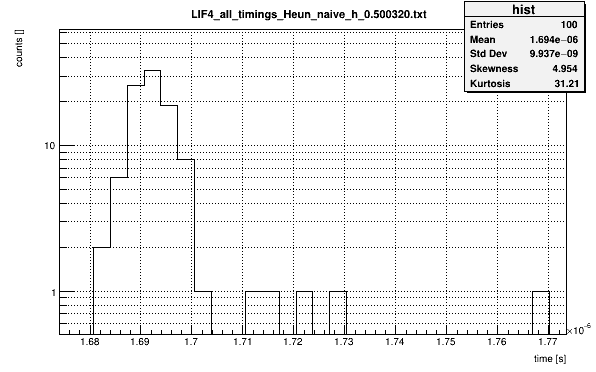 LIF4_all_timings_Heun_naive_h_0.500320.txt
hist
Entries 100
Mean 1.694e−06
Std Dev 9.937e−09
Skewness 4.954
Kurtosis 31.21
counts []
10
1
1.68 1.69 1.7 1.71 1.72 1.73 1.74 1.75 1.76 1.77
×10⁻⁶
time [s]